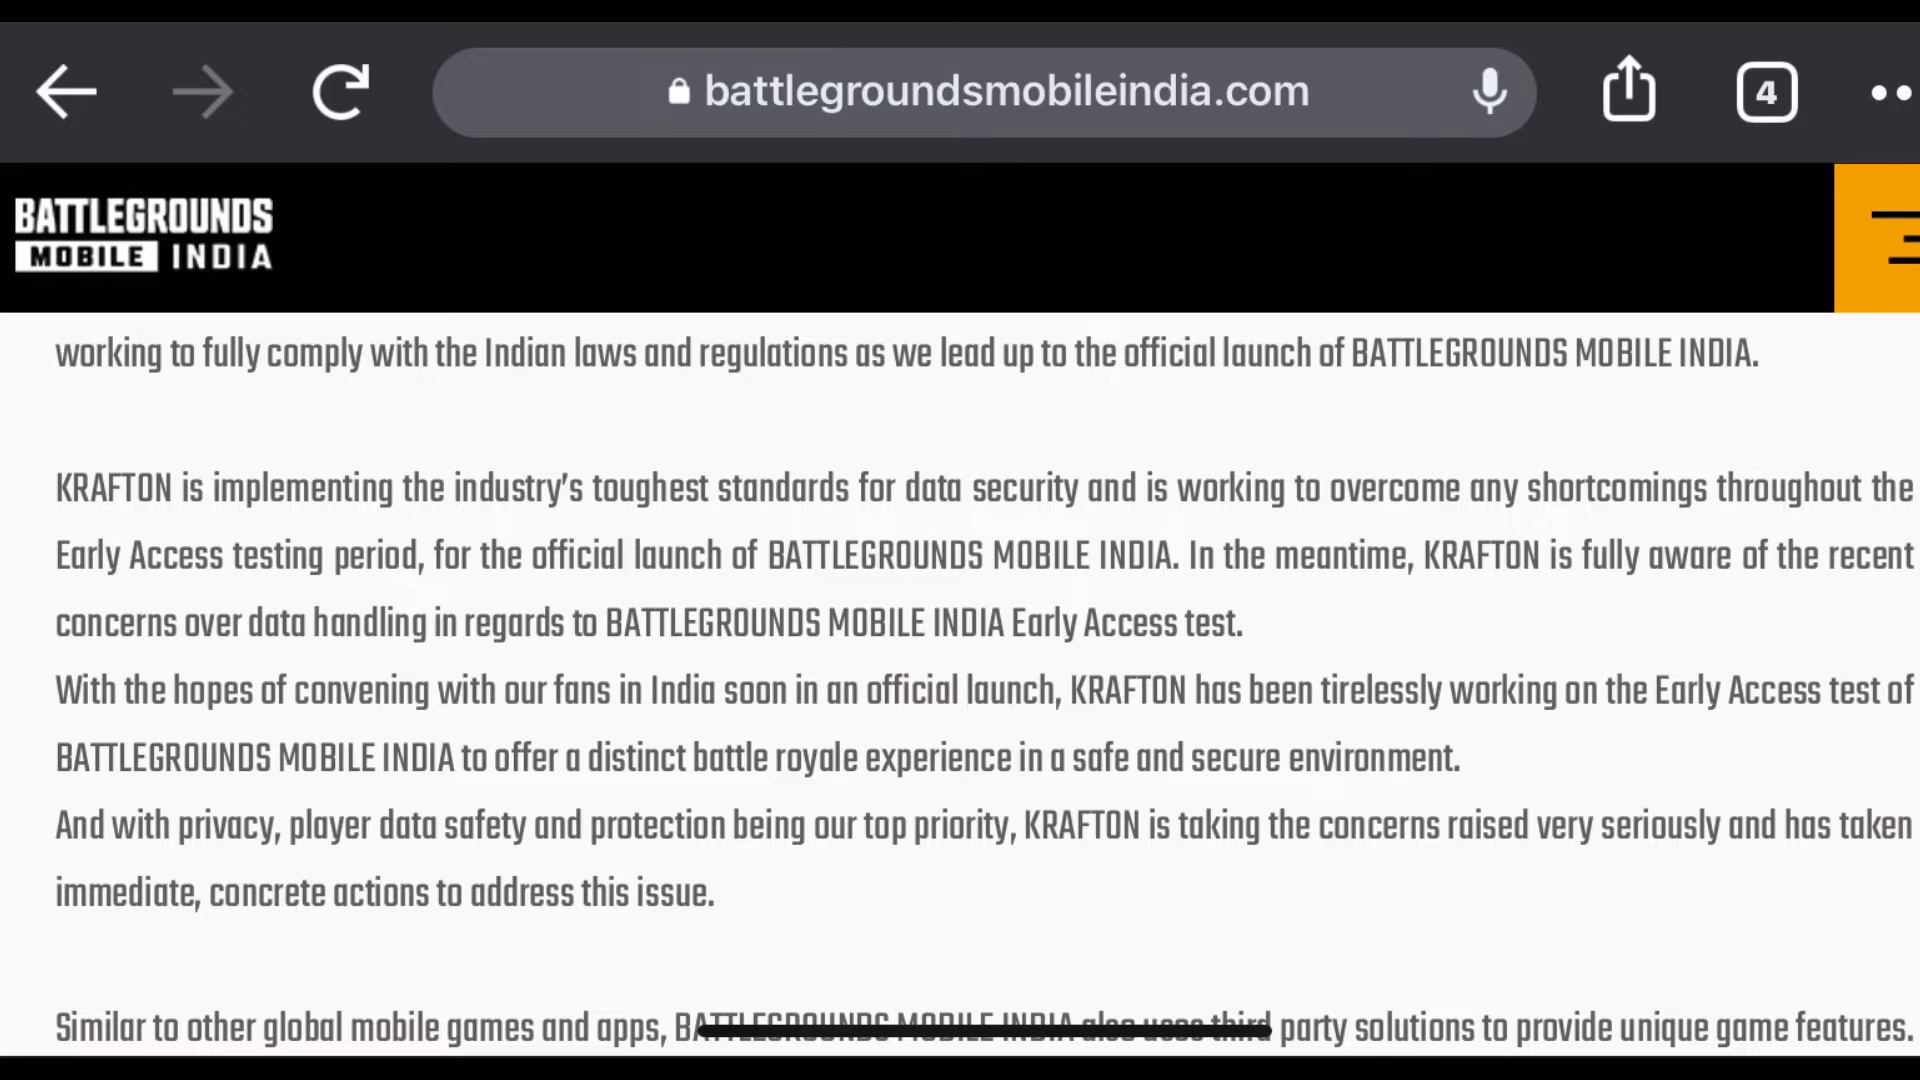 battlegroundsmobileindia.com
4
BATTLEGROUNDS
MOBILE INDIA
working to fully comply with the Indian laws and regulations as we lead up to the official launch of BATTLEGROUNDS MOBILE INDIA.
KRAFTON is implementing the industry’s toughest standards for data security and is working to overcome any shortcomings throughout the
Early Access testing period, for the official launch of BATTLEGROUNDS MOBILE INDIA. In the meantime, KRAFTON is fully aware of the recent
concerns over data handling in regards to BATTLEGROUNDS MOBILE INDIA Early Access test.
With the hopes of convening with our fans in India soon in an official launch, KRAFTON has been tirelessly working on the Early Access test of
BATTLEGROUNDS MOBILE INDIA to offer a distinct battle royale experience in a safe and secure environment.
And with privacy, player data safety and protection being our top priority, KRAFTON is taking the concerns raised very seriously and has taken
immediate, concrete actions to address this issue.
Similar to other global mobile games and apps, BATTLEGROUNDS MOBILE INDIA also uses third party solutions to provide unique game features.